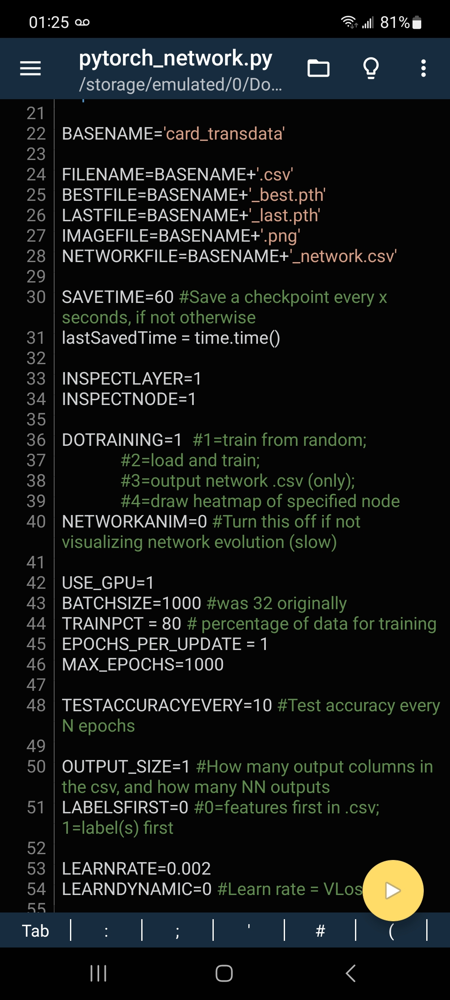 01:25
81%
pytorch_network.py
/storage/emulated/0/Do...
21
22 BASENAME='card_transdata'
23
24 FILENAME=BASENAME+'.csv'
25 BESTFILE=BASENAME+'_best.pth'
26 LASTFILE=BASENAME+'_last.pth'
27 IMAGEFILE=BASENAME+'.png'
28 NETWORKFILE=BASENAME+'_network.csv'
29
30 SAVETIME=60 #Save a checkpoint every x
seconds, if not otherwise
31 lastSavedTime = time.time()
32
33 INSPECTLAYER=1
34 INSPECTNODE=1
35
36 DOTRAINING=1 #1=train from random;
37 #2=load and train;
38 #3=output network .csv (only);
39 #4=draw heatmap of specified node
40 NETWORKANIM=0 #Turn this off if not
visualizing network evolution (slow)
41
42 USE_GPU=1
43 BATCHSIZE=1000 #was 32 originally
44 TRAINPCT = 80 # percentage of data for training
45 EPOCHS_PER_UPDATE = 1
46 MAX_EPOCHS=1000
47
48 TESTACCURACYEVERY=10 #Test accuracy every
N epochs
49
50 OUTPUT_SIZE=1 #How many output columns in
the csv, and how many NN outputs
51 LABELSFIRST=0 #0=features first in .csv;
1=label(s) first
52
53 LEARNRATE=0.002
54 LEARNDYNAMIC=0 #Learn rate = VLos
55
Tab : ; ' # (